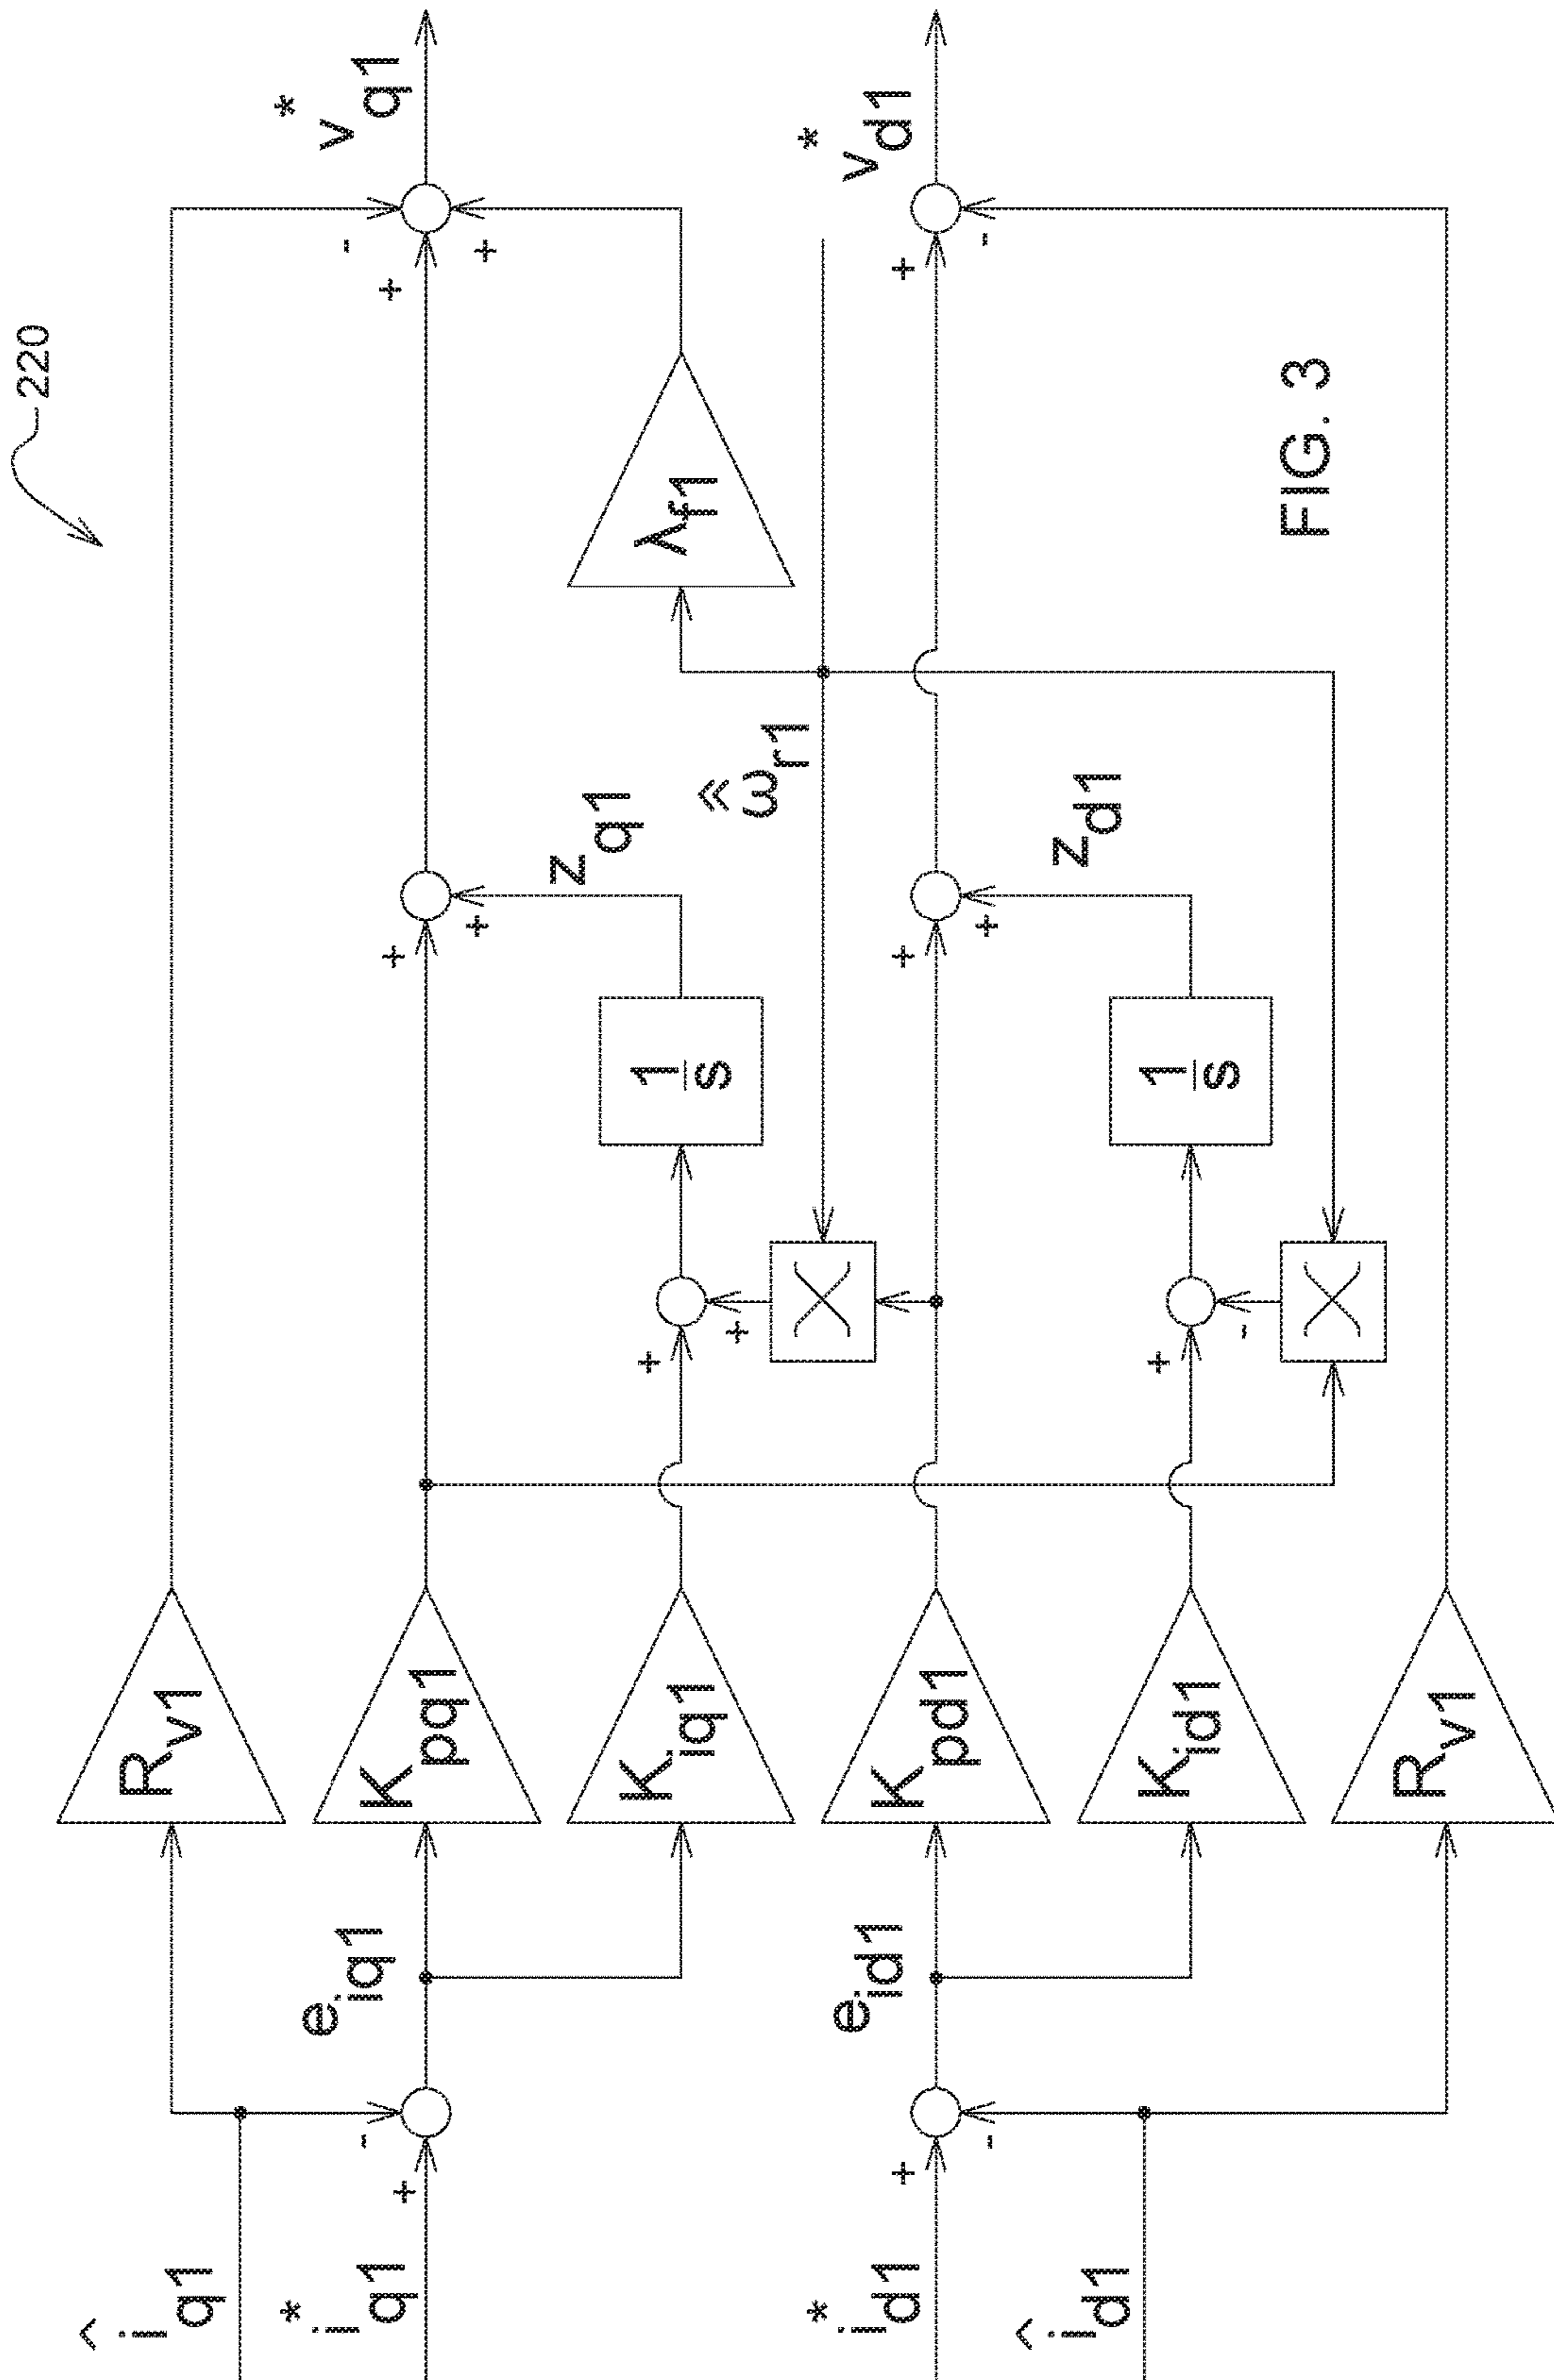 220
îq1
Rv1
i*q1
+
-
eiq1
Kpq1
+
+
zq1
-
+
+
v*q1
Kiq1
+
+
1/s
λf1
ω̂̂r1
i*d1
+
-
eid1
Kpd1
X
+
+
zd1
+
-
v*d1
îd1
Kid1
+
-
1/s
X
Rv1
FIG. 3